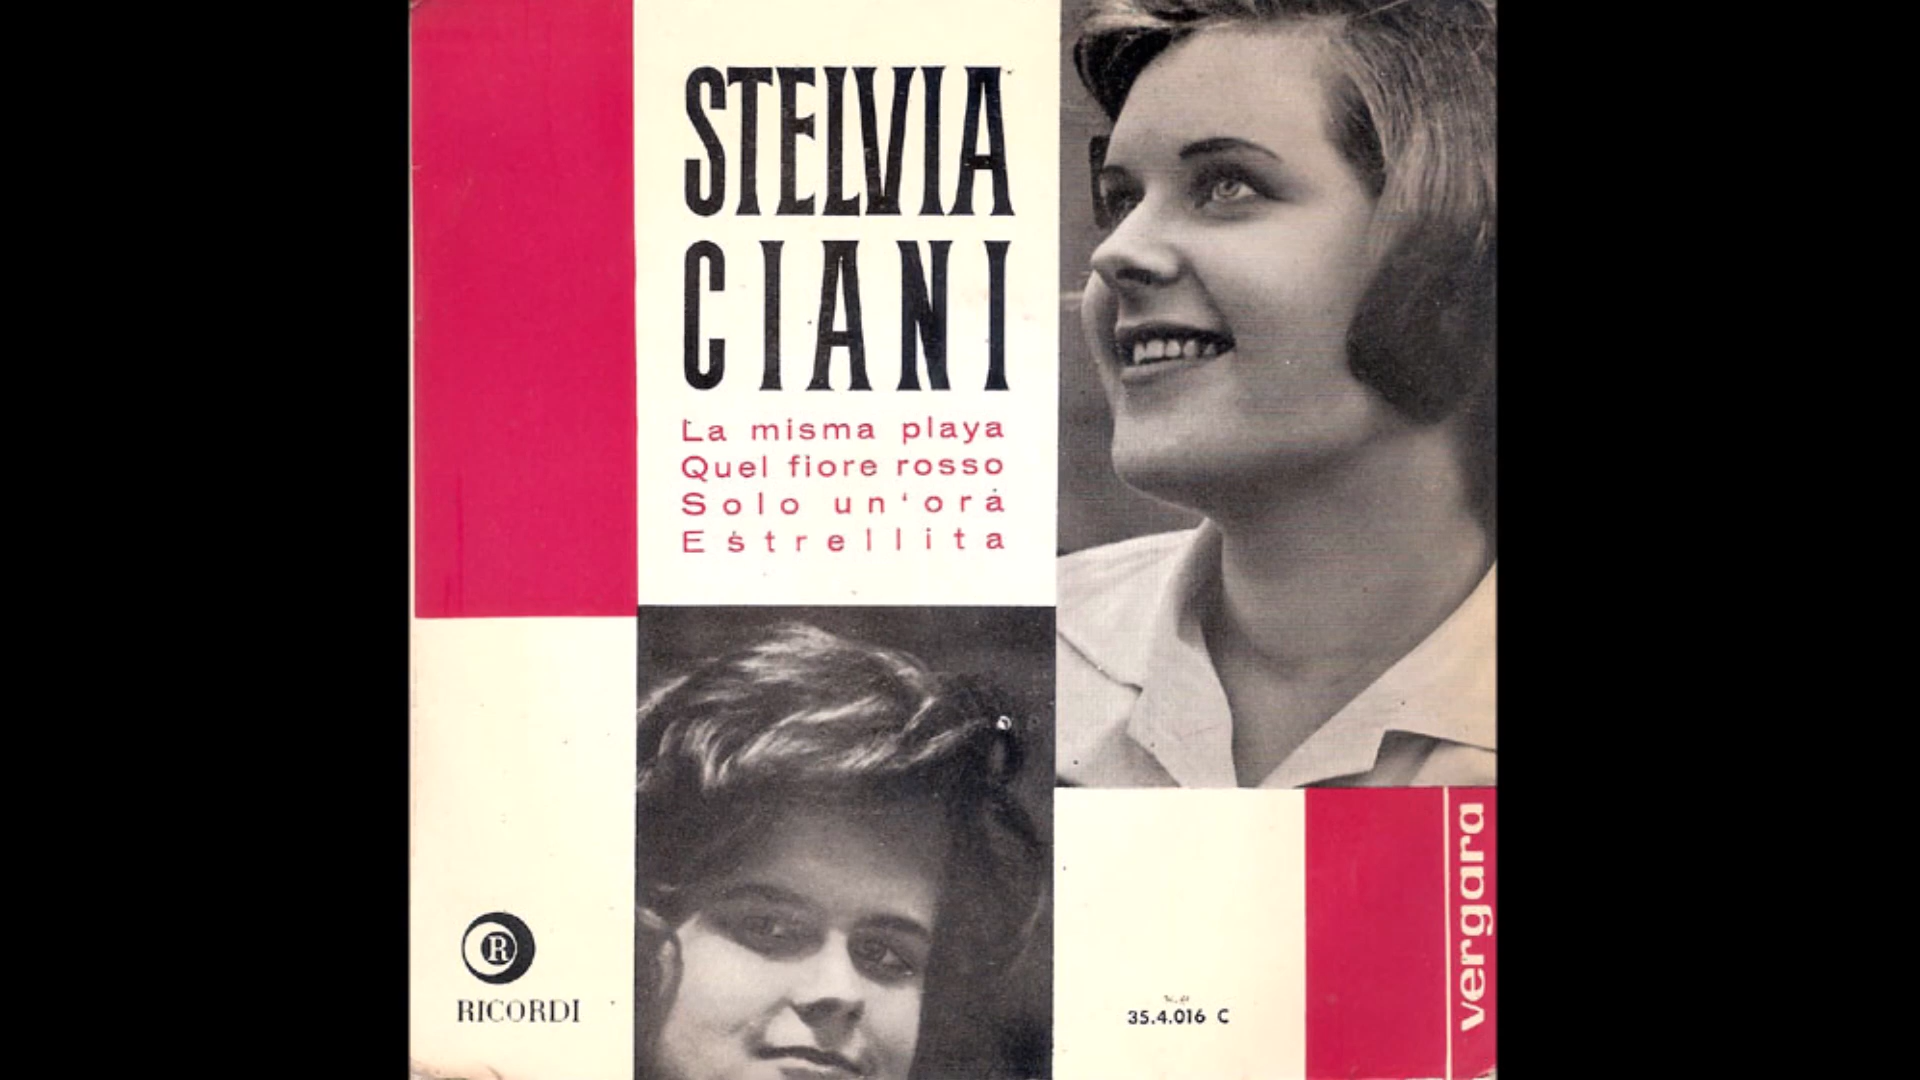 STELVIA
CIANI
La misma playa
Quel fiore rosso
Solo un'ora
Estrellita
R
RICORDI
35.4.016 C
vergara